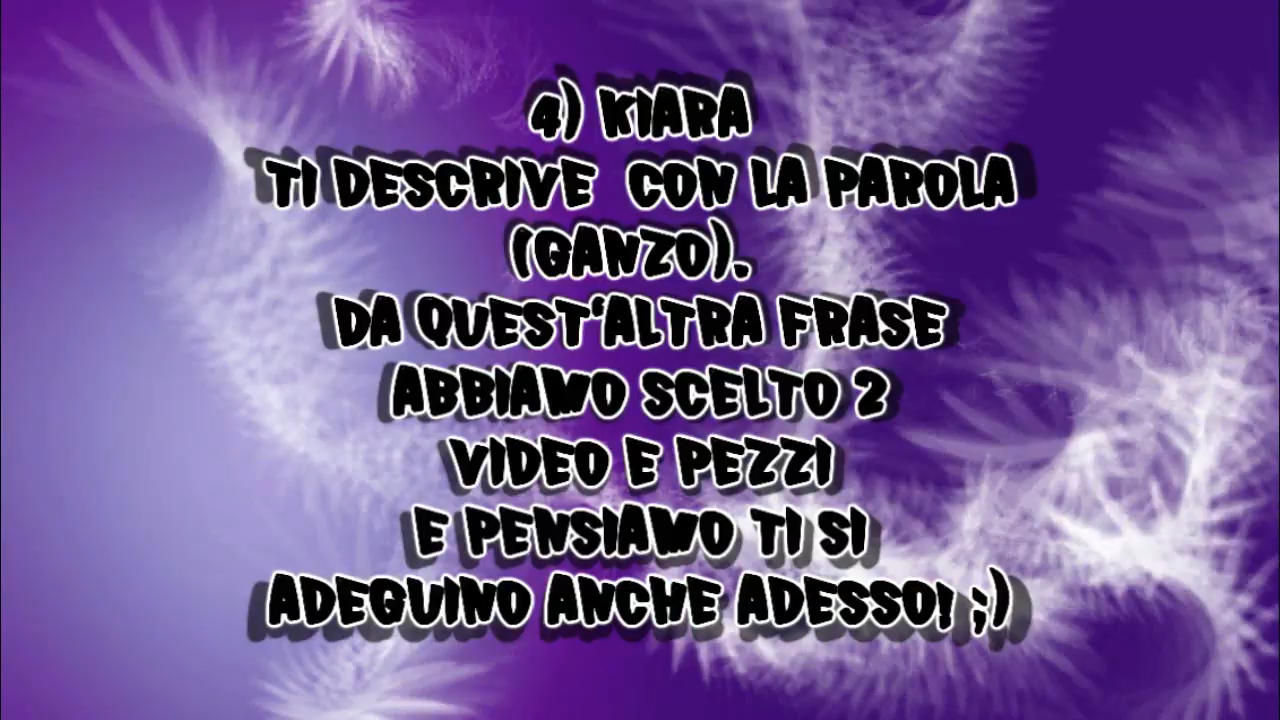 4) KIARA
TI DESCRIVE CON LA PAROLA
(GANZO).
DA QUEST'ALTRA FRASE
ABBIAMO SCELTO 2
VIDEO E PEZZI
E PENSIAMO TI SI
ADEGUINO ANCHE ADESSO! ;)